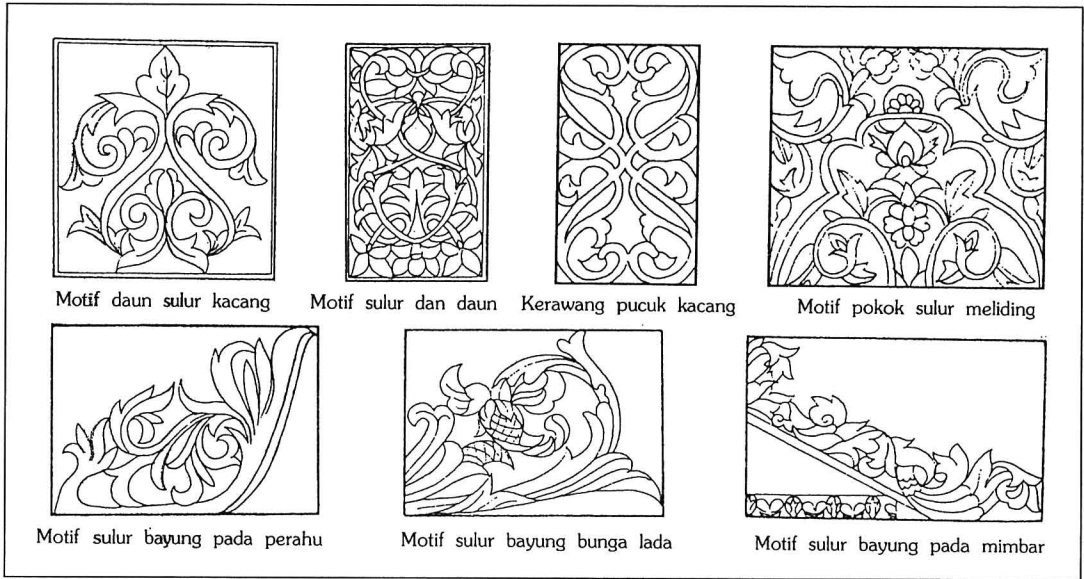 Motif daun sulur kacang
Motif sulur dan daun
Kerawang pucuk kacang
Motif pokok sulur meliding
Motif sulur bayung pada perahu
Motif sulur bayung bunga lada
Motif sulur bayung pada mimbar